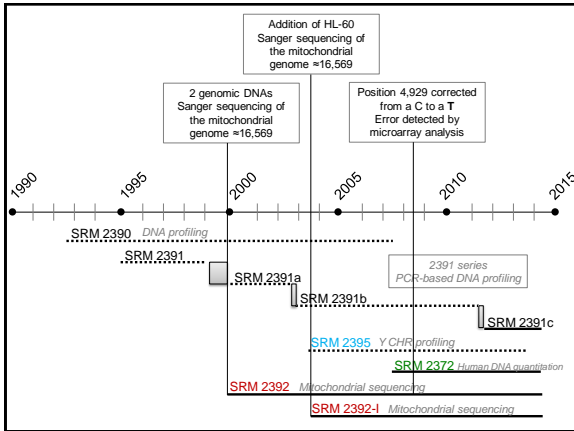 Addition of HL-60
Sanger sequencing of
the mitochondrial
genome ≈16,569
2 genomic DNAs
Sanger sequencing of
the mitochondrial
genome ≈16,569
Position 4,929 corrected
from a C to a T
Error detected by
microarray analysis
1990
1995
2000
2005
2010
2015
SRM 2390 DNA profiling
SRM 2391
SRM 2391a
2391 series
PCR-based DNA profiling
SRM 2391b
SRM 2391c
SRM 2395 Y CHR profiling
SRM 2372 Human DNA quantitation
SRM 2392 Mitochondrial sequencing
SRM 2392-I Mitochondrial sequencing